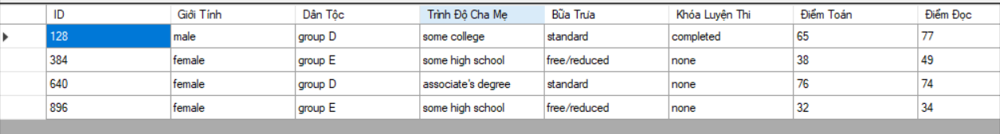 ID Giới Tính Dân Tộc Trình Độ Cha Mẹ Bữa Trưa Khóa Luyện Thi Điểm Toán Điểm Đọc
128 male group D some college standard completed 65 77
384 female group E some high school free/reduced none 38 49
640 female group D associate's degree standard none 76 74
896 female group E some high school free/reduced none 32 34